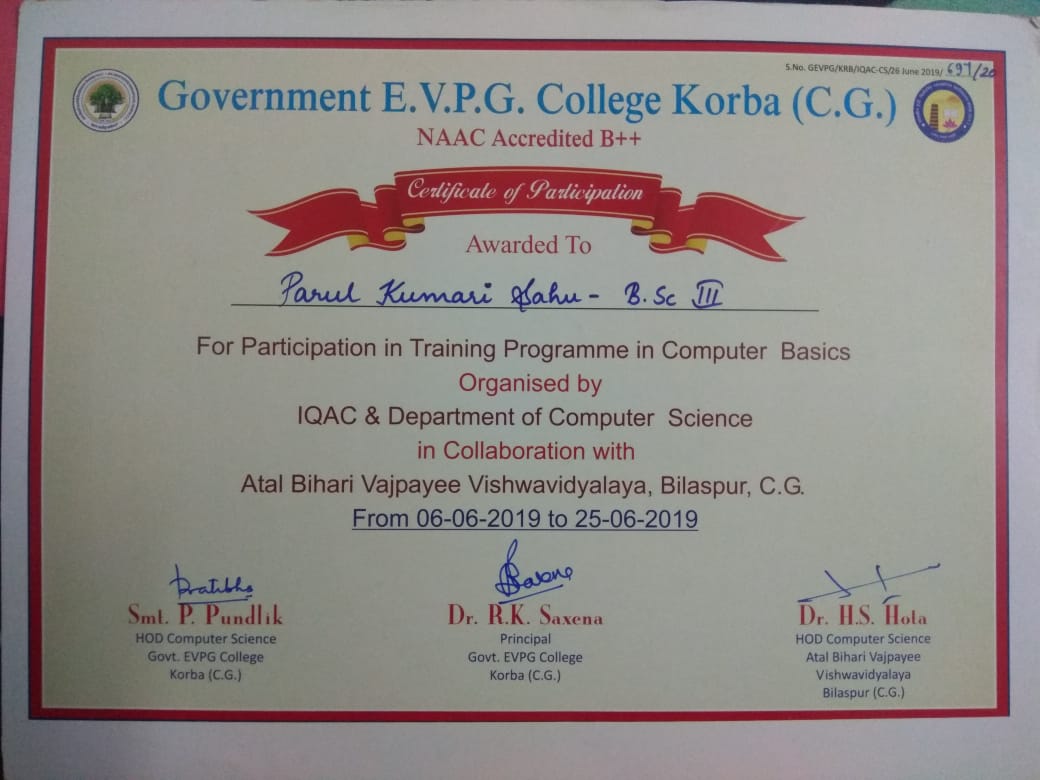 S.No. GEVPG/KRB/IQAC-CS/26 June 2019/ 697/20
Government E.V.P.G. College Korba (C.G.)
NAAC Accredited B++
Certificate of Participation
Awarded To
Parul Kumari Sahu - B.Sc III
For Participation in Training Programme in Computer Basics
Organised by
IQAC & Department of Computer Science
in Collaboration with
Atal Bihari Vajpayee Vishwavidyalaya, Bilaspur, C.G.
From 06-06-2019 to 25-06-2019
Pratibha
Smt. P. Pundlik
HOD Computer Science
Govt. EVPG College
Korba (C.G.)
Dr. R.K. Saxena
Principal
Govt. EVPG College
Korba (C.G.)
Dr. H.S. Hota
HOD Computer Science
Atal Bihari Vajpayee
Vishwavidyalaya
Bilaspur (C.G.)